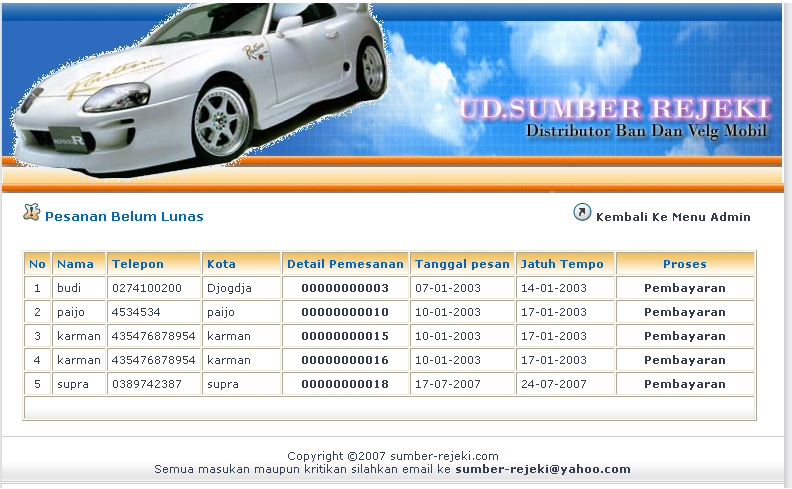 UD.SUMBER REJEKI
Distributor Ban Dan Velg Mobil
Pesanan Belum Lunas
Kembali Ke Menu Admin
No Nama Telepon Kota Detail Pemesanan Tanggal pesan Jatuh Tempo Proses
1 budi 0274100200 Djogdja 00000000003 07-01-2003 14-01-2003 Pembayaran
2 paijo 4534534 paijo 00000000010 10-01-2003 17-01-2003 Pembayaran
3 karman 435476878954 karman 00000000015 10-01-2003 17-01-2003 Pembayaran
4 karman 435476878954 karman 00000000016 10-01-2003 17-01-2003 Pembayaran
5 supra 0389742387 supra 00000000018 17-07-2007 24-07-2007 Pembayaran
Copyright ©2007 sumber-rejeki.com
Semua masukan maupun kritikan silahkan email ke sumber-rejeki@yahoo.com